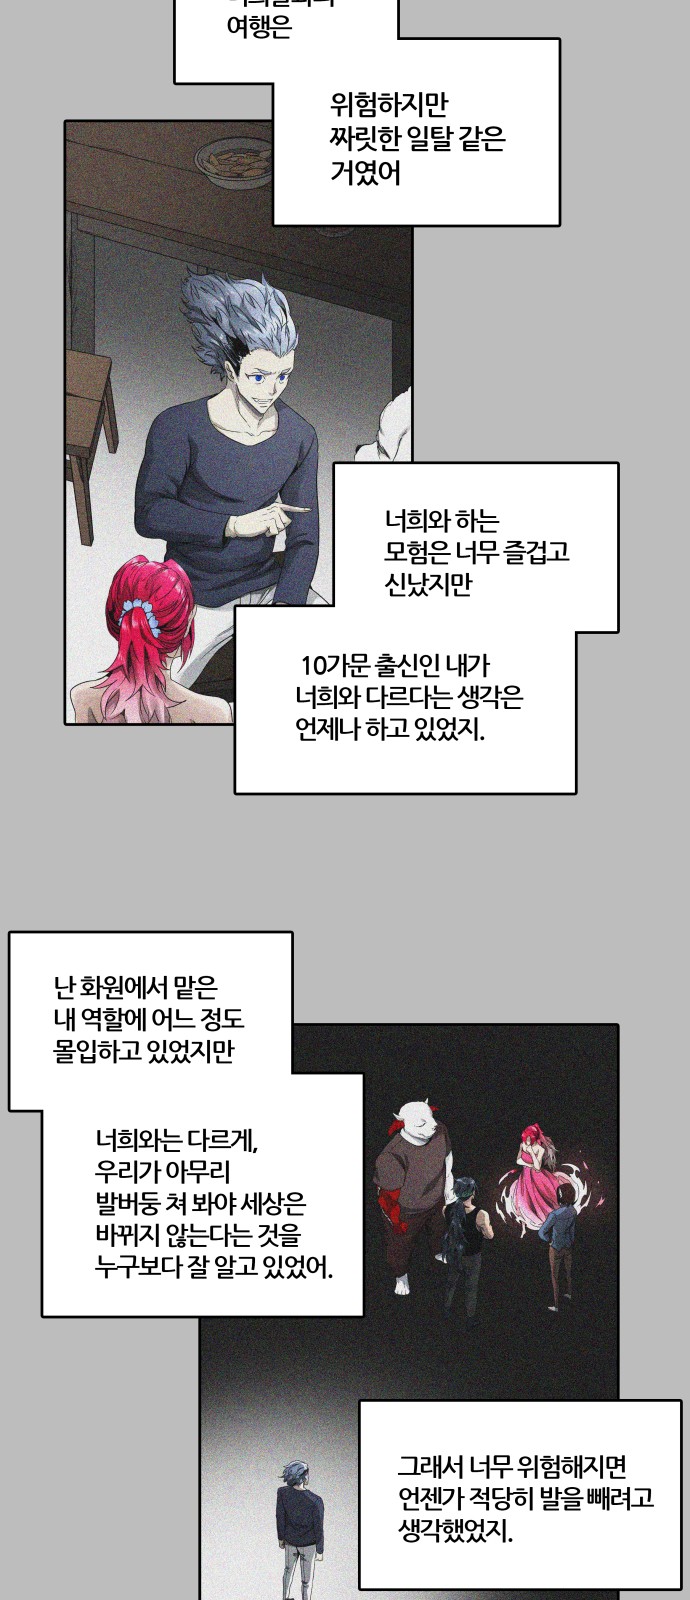 여행은
위험하지만
짜릿한 일탈 같은
거였어
너희와 하는
모험은 너무 즐겁고
신났지만
10가문 출신인 내가
너희와 다르다는 생각은
언제나 하고 있었지.
난 화원에서 맡은
내 역할에 어느 정도
몰입하고 있었지만
너희와는 다르게,
우리가 아무리
발버둥 쳐 봐야 세상은
바뀌지 않는다는 것을
누구보다 잘 알고 있었어.
그래서 너무 위험해지면
언젠가 적당히 발을 빼려고
생각했었지.